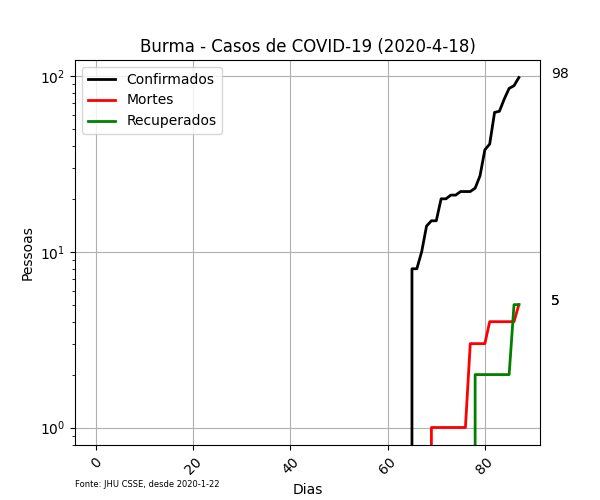 Burma - Casos de COVID-19 (2020-4-18)
Confirmados
Mortes
Recuperados
98
5
10²
10¹
10⁰
Pessoas
0
20
40
60
80
Dias
Fonte: JHU CSSE, desde 2020-1-22